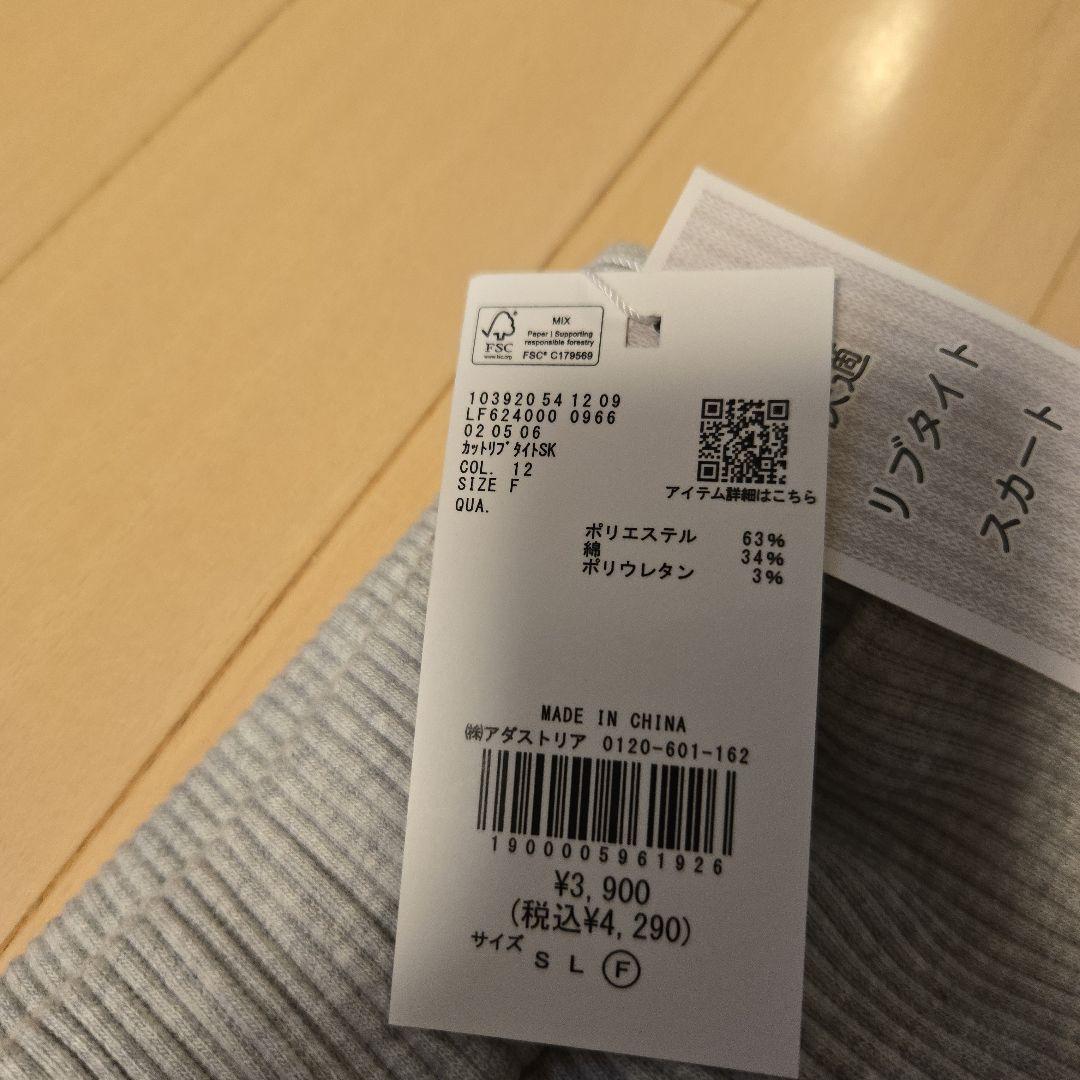 MIX
Paper | Supporting
responsible forestry
FSC
www.fsc.org
FSC® C179569
103920 54 12 09
LF624000 0966
02 05 06
ｶｯﾄﾘﾌﾞﾀｲﾄSK
COL. 12
SIZE F
QUA.
アイテム詳細はこちら
ポリエステル 63%
綿 34%
ポリウレタン 3%
MADE IN CHINA
㈱アダストリア 0120-601-162
1900005961926
¥3,900
(税込¥4,290)
サイズ S L F
適
リブタイト
スカート